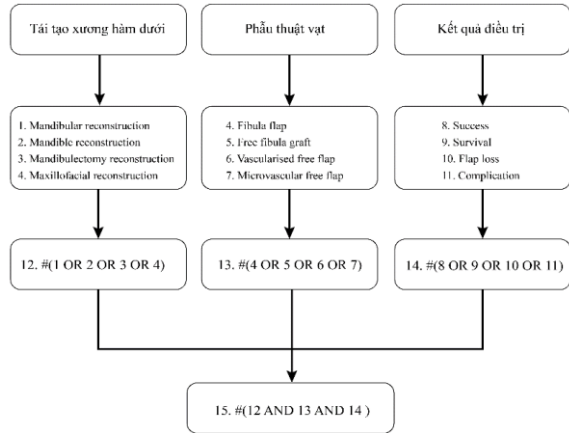 Tái tạo xương hàm dưới
Phẫu thuật vạt
Kết quả điều trị
1. Mandibular reconstruction
2. Mandible reconstruction
3. Mandibulectomy reconstruction
4. Maxillofacial reconstruction
4. Fibula flap
5. Free fibula graft
6. Vascularised free flap
7. Microvascular free flap
8. Success
9. Survival
10. Flap loss
11. Complication
12. #(1 OR 2 OR 3 OR 4)
13. #(4 OR 5 OR 6 OR 7)
14. #(8 OR 9 OR 10 OR 11)
15. #(12 AND 13 AND 14 )